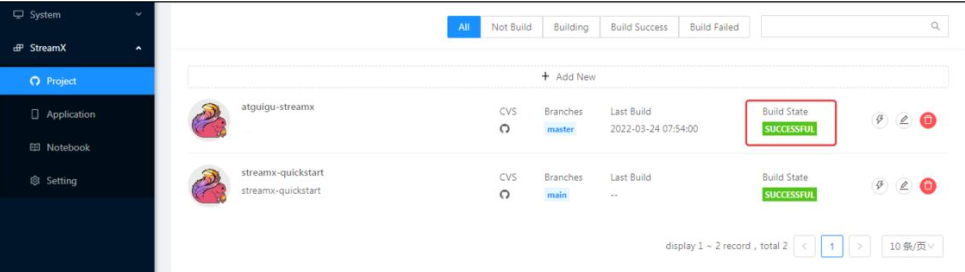 System
StreamX
Project
Application
Notebook
Setting
All Not Build Building Build Success Build Failed
+ Add New
atguigu-streamx
CVS Branches Last Build Build State
master 2022-03-24 07:54:00 SUCCESSFUL
streamx-quickstart
streamx-quickstart
CVS Branches Last Build Build State
main -- SUCCESSFUL
display 1 ~ 2 record , total 2 < 1 > 10 条/页